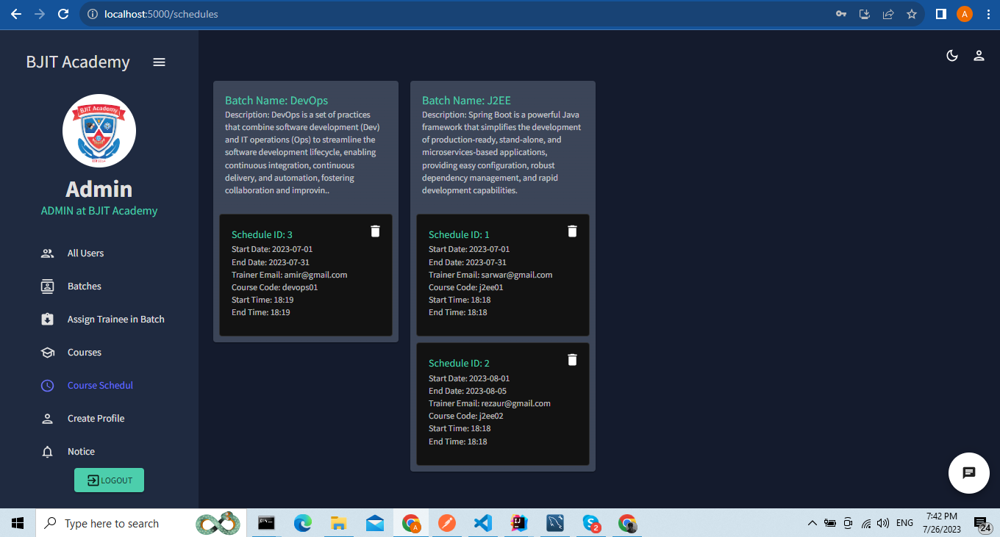 localhost:5000/schedules
A
BJIT Academy
BJIT Academy
Admin
ADMIN at BJIT Academy
All Users
Batches
Assign Trainee in Batch
Courses
Course Schedul
Create Profile
Notice
LOGOUT
Batch Name: DevOps
Description: DevOps is a set of practices
that combine software development (Dev)
and IT operations (Ops) to streamline the
software development lifecycle, enabling
continuous integration, continuous
delivery, and automation, fostering
collaboration and improvin..
Schedule ID: 3
Start Date: 2023-07-01
End Date: 2023-07-31
Trainer Email: amir@gmail.com
Course Code: devops01
Start Time: 18:19
End Time: 18:19
Batch Name: J2EE
Description: Spring Boot is a powerful Java
framework that simplifies the development
of production-ready, stand-alone, and
microservices-based applications,
providing easy configuration, robust
dependency management, and rapid
development capabilities.
Schedule ID: 1
Start Date: 2023-07-01
End Date: 2023-07-31
Trainer Email: sarwar@gmail.com
Course Code: j2ee01
Start Time: 18:18
End Time: 18:18
Schedule ID: 2
Start Date: 2023-08-01
End Date: 2023-08-05
Trainer Email: rezaur@gmail.com
Course Code: j2ee02
Start Time: 18:18
End Time: 18:18
Type here to search
A
IJ
2
ENG
7:42 PM
7/26/2023
24